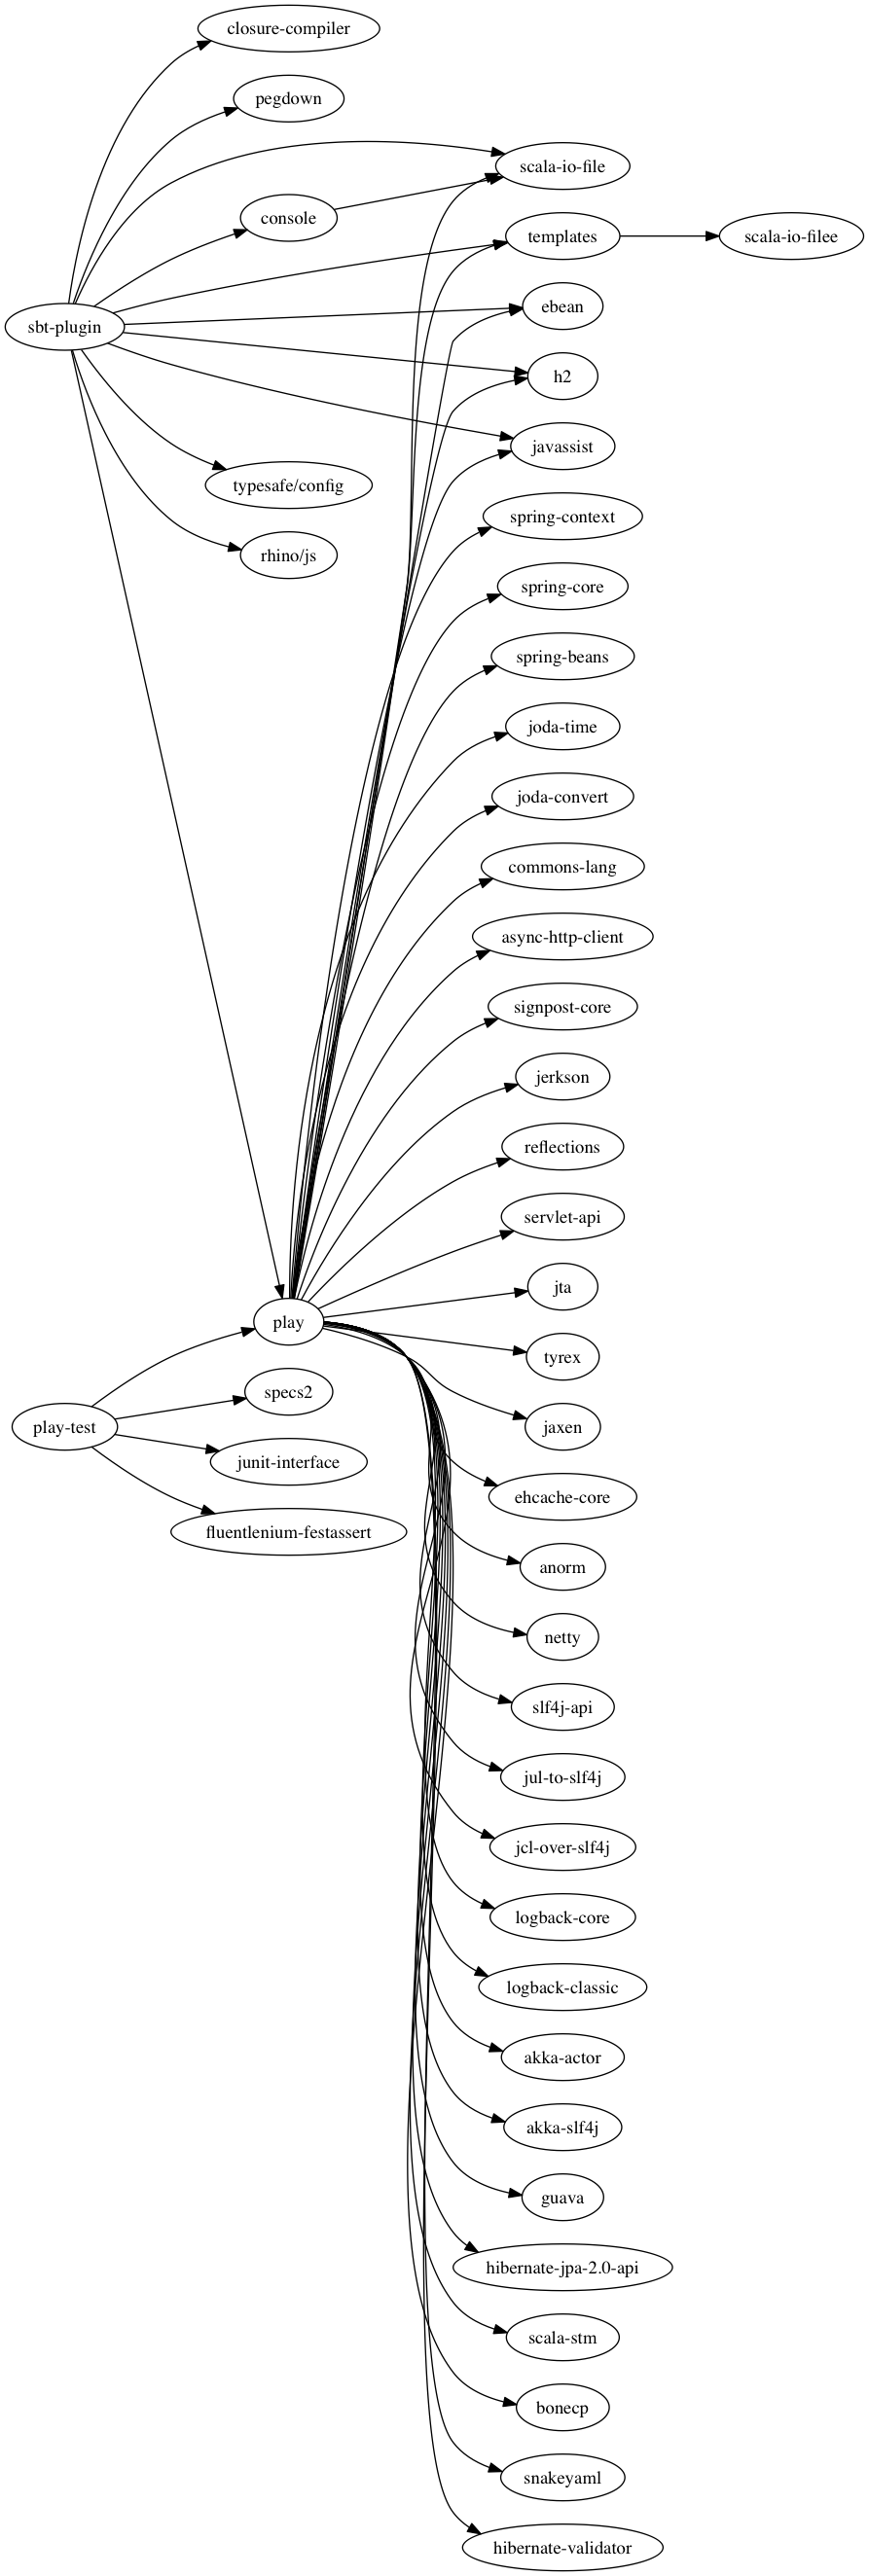 closure-compiler
pegdown
scala-io-file
console
templates
scala-io-filee
ebean
sbt-plugin
h2
javassist
typesafe/config
spring-context
rhino/js
spring-core
spring-beans
joda-time
joda-convert
commons-lang
async-http-client
signpost-core
jerkson
reflections
servlet-api
jta
play
tyrex
specs2
play-test
jaxen
junit-interface
ehcache-core
fluentlenium-festassert
anorm
netty
slf4j-api
jul-to-slf4j
jcl-over-slf4j
logback-core
logback-classic
akka-actor
akka-slf4j
guava
hibernate-jpa-2.0-api
scala-stm
bonecp
snakeyaml
hibernate-validator